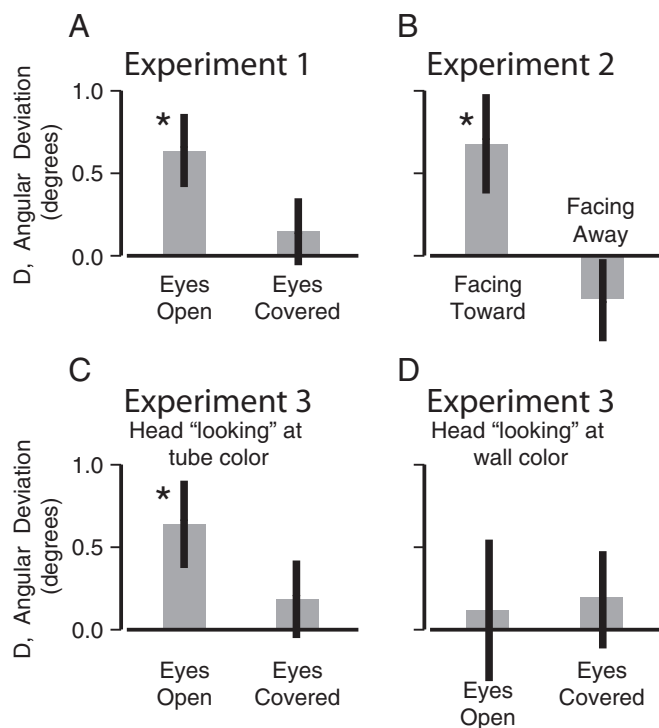 A
Experiment 1
D, Angular Deviation
(degrees)
1.0
0.5
0.0
*
Eyes
Open
Eyes
Covered
B
Experiment 2
*
Facing
Away
Facing
Toward
C
Experiment 3
Head “looking” at
tube color
D, Angular Deviation
(degrees)
1.0
0.5
0.0
*
Eyes
Open
Eyes
Covered
D
Experiment 3
Head “looking” at
wall color
Eyes
Open
Eyes
Covered